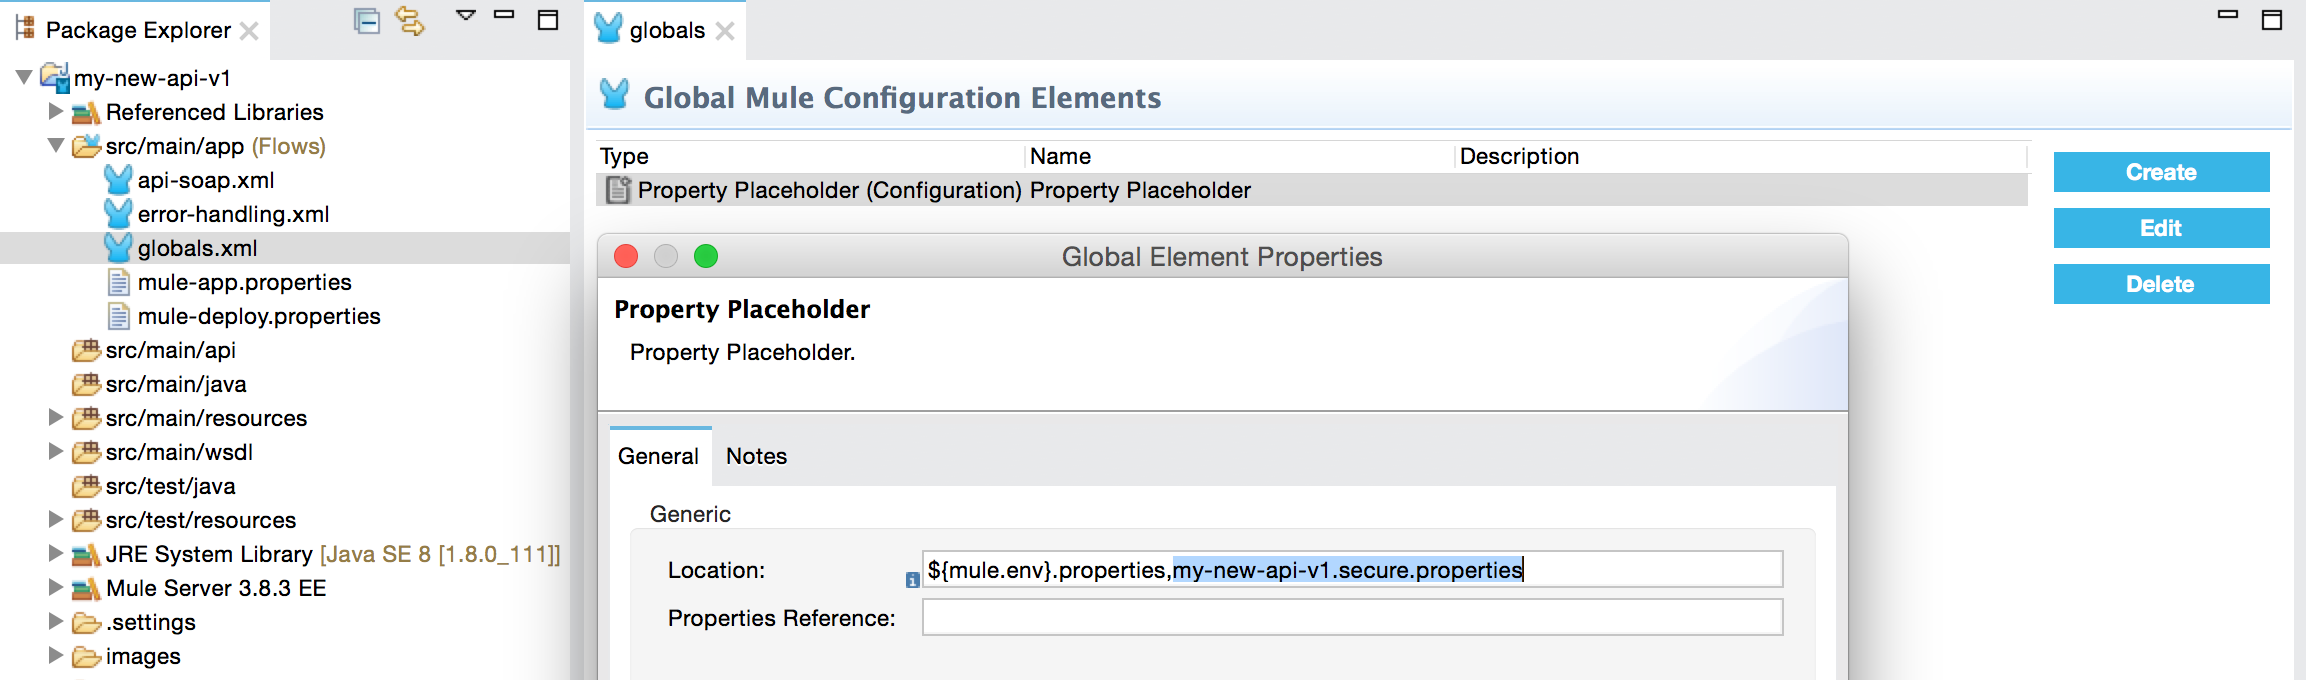 Package Explorer
my-new-api-v1
Referenced Libraries
src/main/app (Flows)
api-soap.xml
error-handling.xml
globals.xml
mule-app.properties
mule-deploy.properties
src/main/api
src/main/java
src/main/resources
src/main/wsdl
src/test/java
src/test/resources
JRE System Library [Java SE 8 [1.8.0_111]]
Mule Server 3.8.3 EE
.settings
images
globals
Global Mule Configuration Elements
Type Name Description
Property Placeholder (Configuration) Property Placeholder
Create
Edit
Delete
Global Element Properties
Property Placeholder
Property Placeholder.
General Notes
Generic
Location: ${mule.env}.properties,my-new-api-v1.secure.properties
Properties Reference: